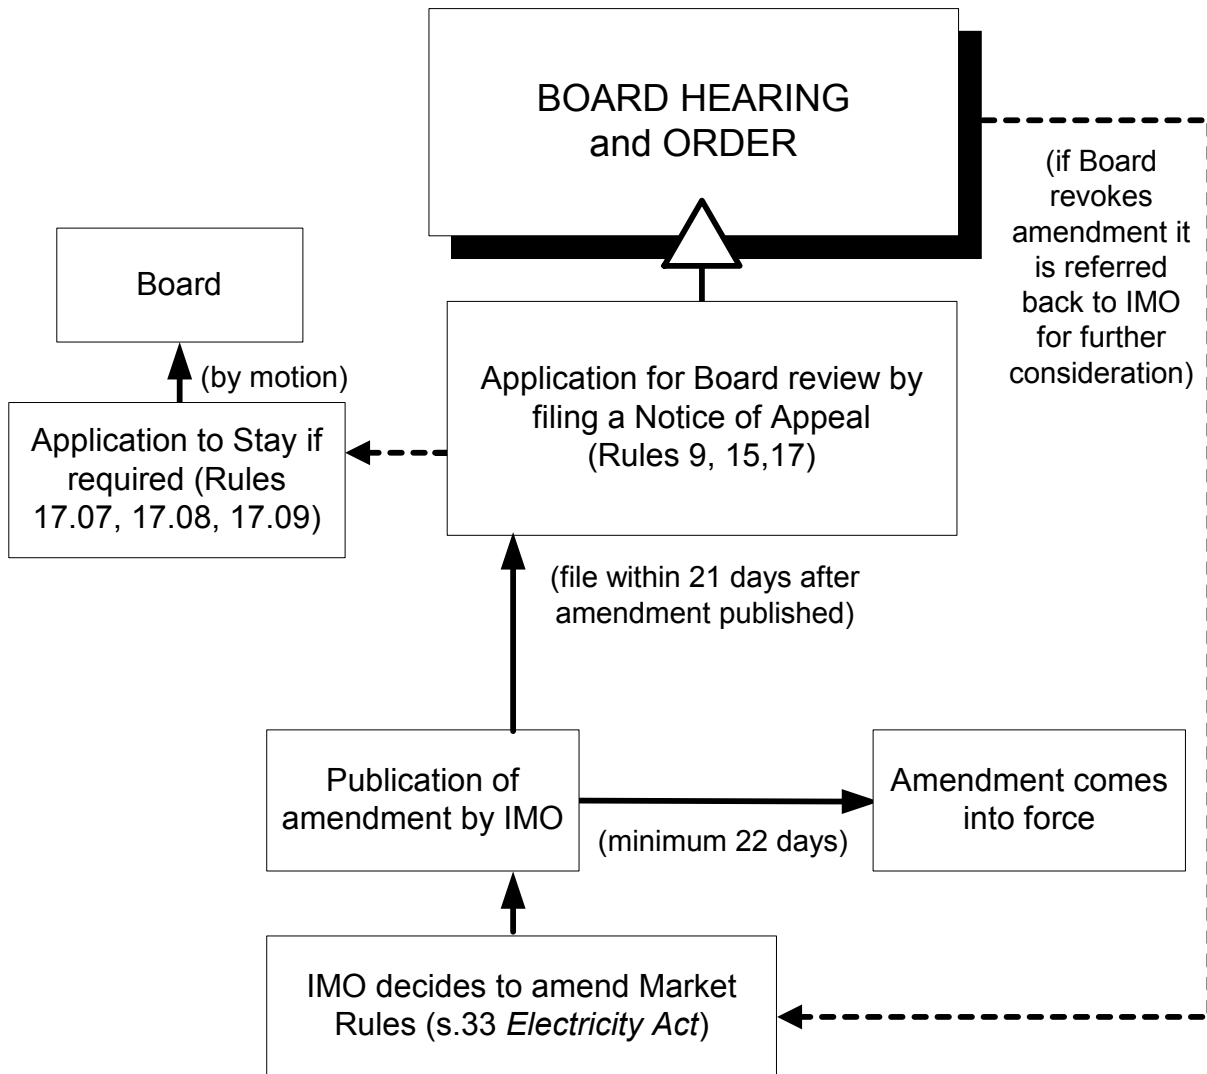 BOARD HEARING
and ORDER
(if Board
revokes
amendment it
is referred
back to IMO
for further
consideration)
Board
(by motion)
Application for Board review by
filing a Notice of Appeal
(Rules 9, 15,17)
Application to Stay if
required (Rules
17.07, 17.08, 17.09)
(file within 21 days after
amendment published)
Publication of
amendment by IMO
(minimum 22 days)
Amendment comes
into force
IMO decides to amend Market
Rules (s.33 Electricity Act)